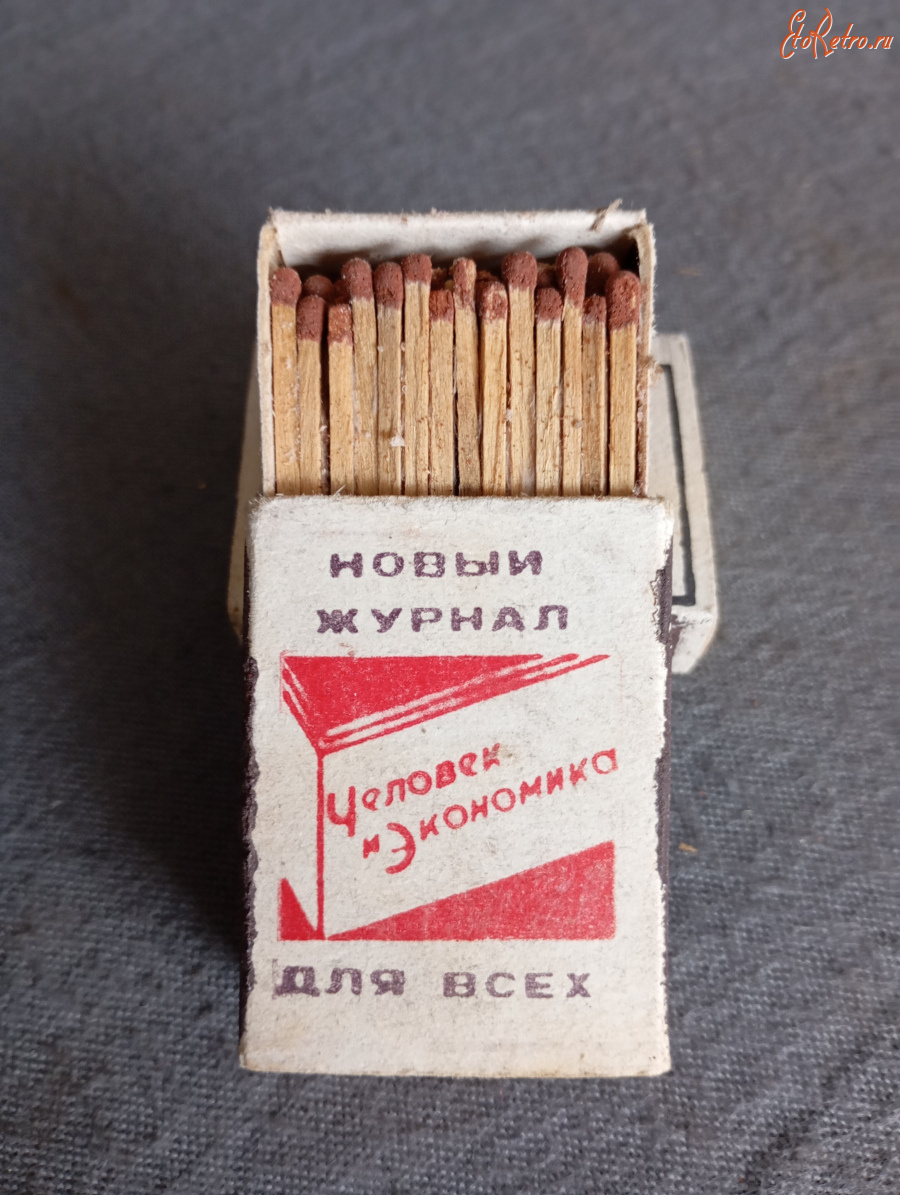 EtoRetro.ru
НОВЫЙ
ЖУРНАЛ
Человек
и Экономика
ДЛЯ ВСЕХ